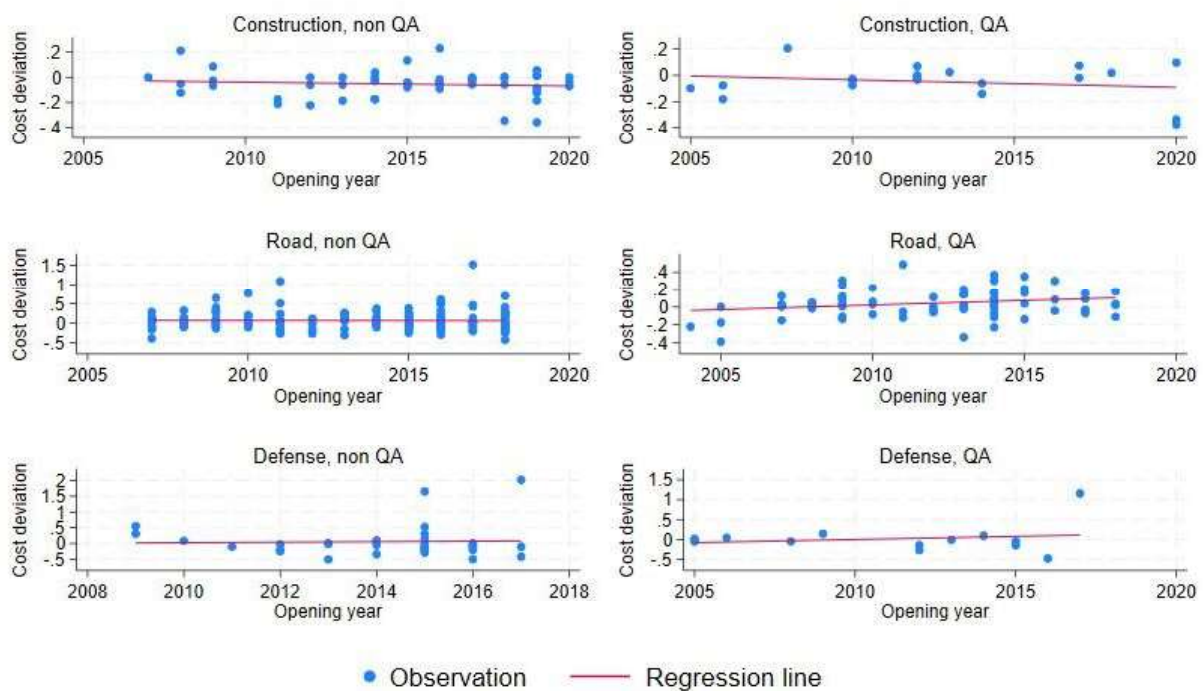 Construction, non QA
Cost deviation
.2
0
-.2
-.4
2005 2010 2015 2020
Opening year
Construction, QA
Cost deviation
.2
0
-.2
-.4
2005 2010 2015 2020
Opening year
Road, non QA
Cost deviation
1.5
1
.5
0
-.5
2005 2010 2015 2020
Opening year
Road, QA
Cost deviation
.4
.2
0
-.2
-.4
2005 2010 2015 2020
Opening year
Defense, non QA
Cost deviation
2
1.5
1
.5
0
-.5
2008 2010 2012 2014 2016 2018
Opening year
Defense, QA
Cost deviation
1.5
1
.5
0
-.5
2005 2010 2015 2020
Opening year
Observation Regression line